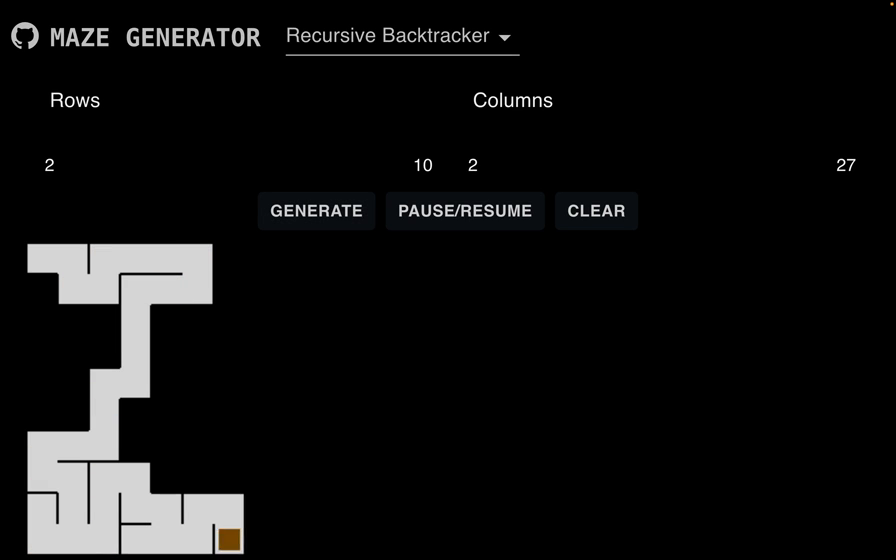 MAZE GENERATOR Recursive Backtracker
Rows Columns
2 10 2 27
GENERATE PAUSE/RESUME CLEAR